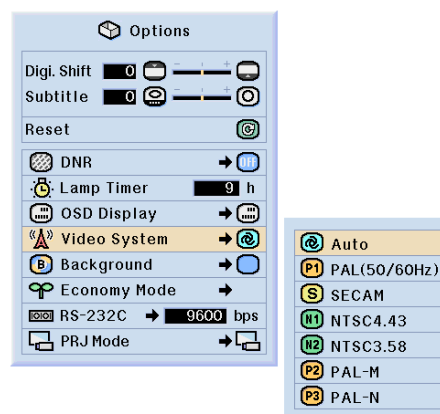 Options
Digi. Shift 0 - +
Subtitle 0 - +
Reset
DNR OFF
Lamp Timer 9 h
OSD Display
Video System
B Background
Economy Mode
RS-232C 9600 bps
PRJ Mode
Auto
P1 PAL(50/60Hz)
S SECAM
N1 NTSC4.43
N2 NTSC3.58
P2 PAL-M
P3 PAL-N